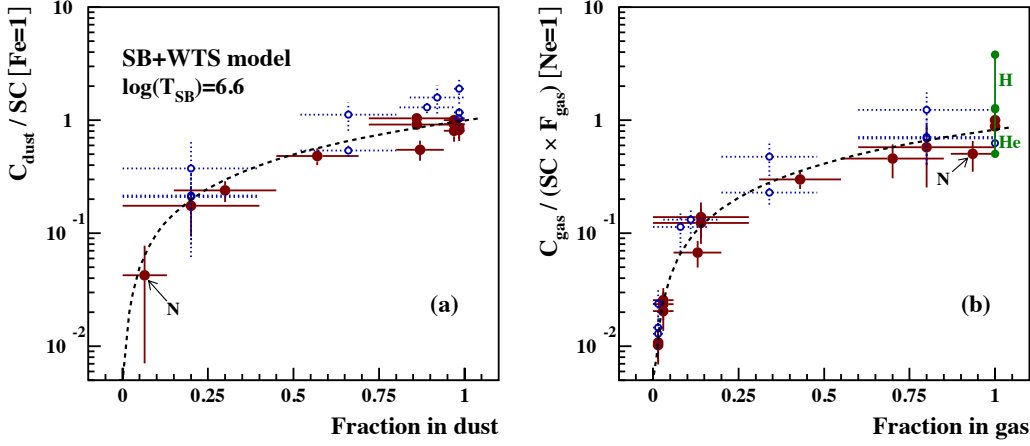 C_dust / SC [Fe=1]
10
1
10^-1
10^-2
SB+WTS model
log(T_SB)=6.6
N
(a)
0
0.25
0.5
0.75
1
Fraction in dust
C_gas / (SC × F_gas) [Ne=1]
10
1
10^-1
10^-2
H
He
N
(b)
0
0.25
0.5
0.75
1
Fraction in gas